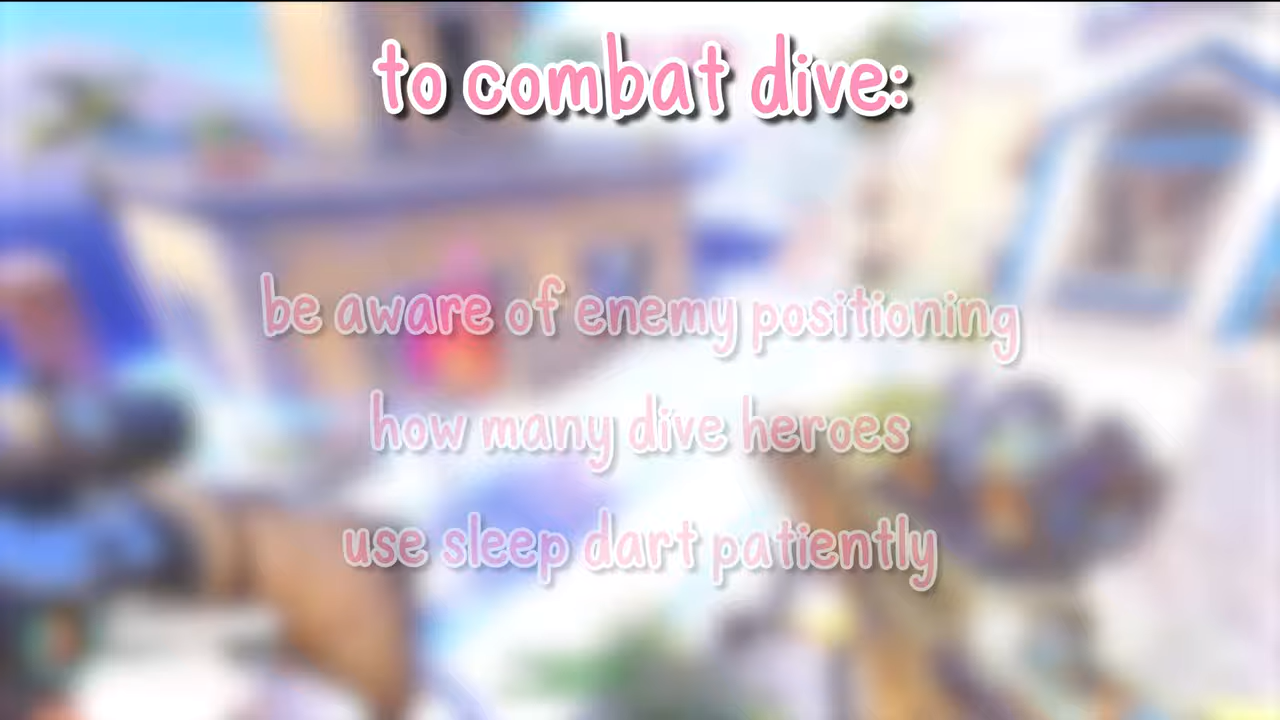 to combat dive:
be aware of enemy positioning
how many dive heroes
use sleep dart patiently